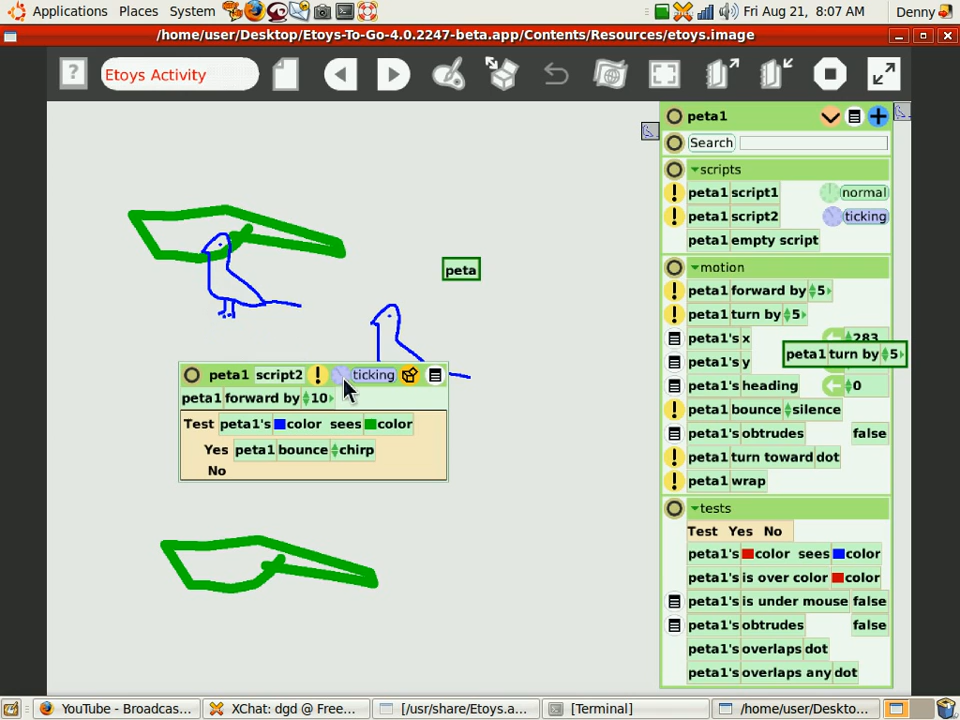 Applications Places System Fri Aug 21, 8:07 AM Denny
/home/user/Desktop/Etoys-To-Go-4.0.2247-beta.app/Contents/Resources/etoys.image
? Etoys Activity
peta1
Search
scripts
peta1 script1 normal
peta1 script2 ticking
peta1 empty script
motion
peta1 forward by 5
peta1 turn by 5
peta1's x 283
peta1's y
peta1 turn by 5
peta1's heading 0
peta1 bounce silence
peta1's obtrudes false
peta1 turn toward dot
peta1 wrap
tests
Test Yes No
peta1's color sees color
peta1's is over color color
peta1's is under mouse false
peta1's obtrudes false
peta1's overlaps dot
peta1's overlaps any dot
peta
peta1 script2 ! ticking
peta1 forward by 10
Test peta1's color sees color
Yes peta1 bounce chirp
No
YouTube - Broadcas... XChat: dgd @ Free... [/usr/share/Etoys.a... [Terminal] /home/user/Deskto...